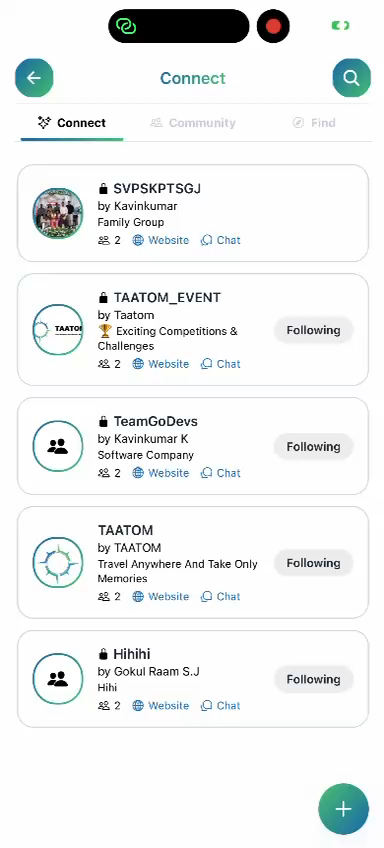 Connect
Connect
Community
Find
SVPSKPTSGJ
by Kavinkumar
Family Group
2 Website Chat
TAATOM_EVENT
by Taatom
🏆 Exciting Competitions &
Challenges
2 Website Chat
Following
TeamGoDevs
by Kavinkumar K
Software Company
2 Website Chat
Following
TAATOM
by TAATOM
Travel Anywhere And Take Only
Memories
2 Website Chat
Following
Hihihi
by Gokul Raam S.J
Hihi
2 Website Chat
Following